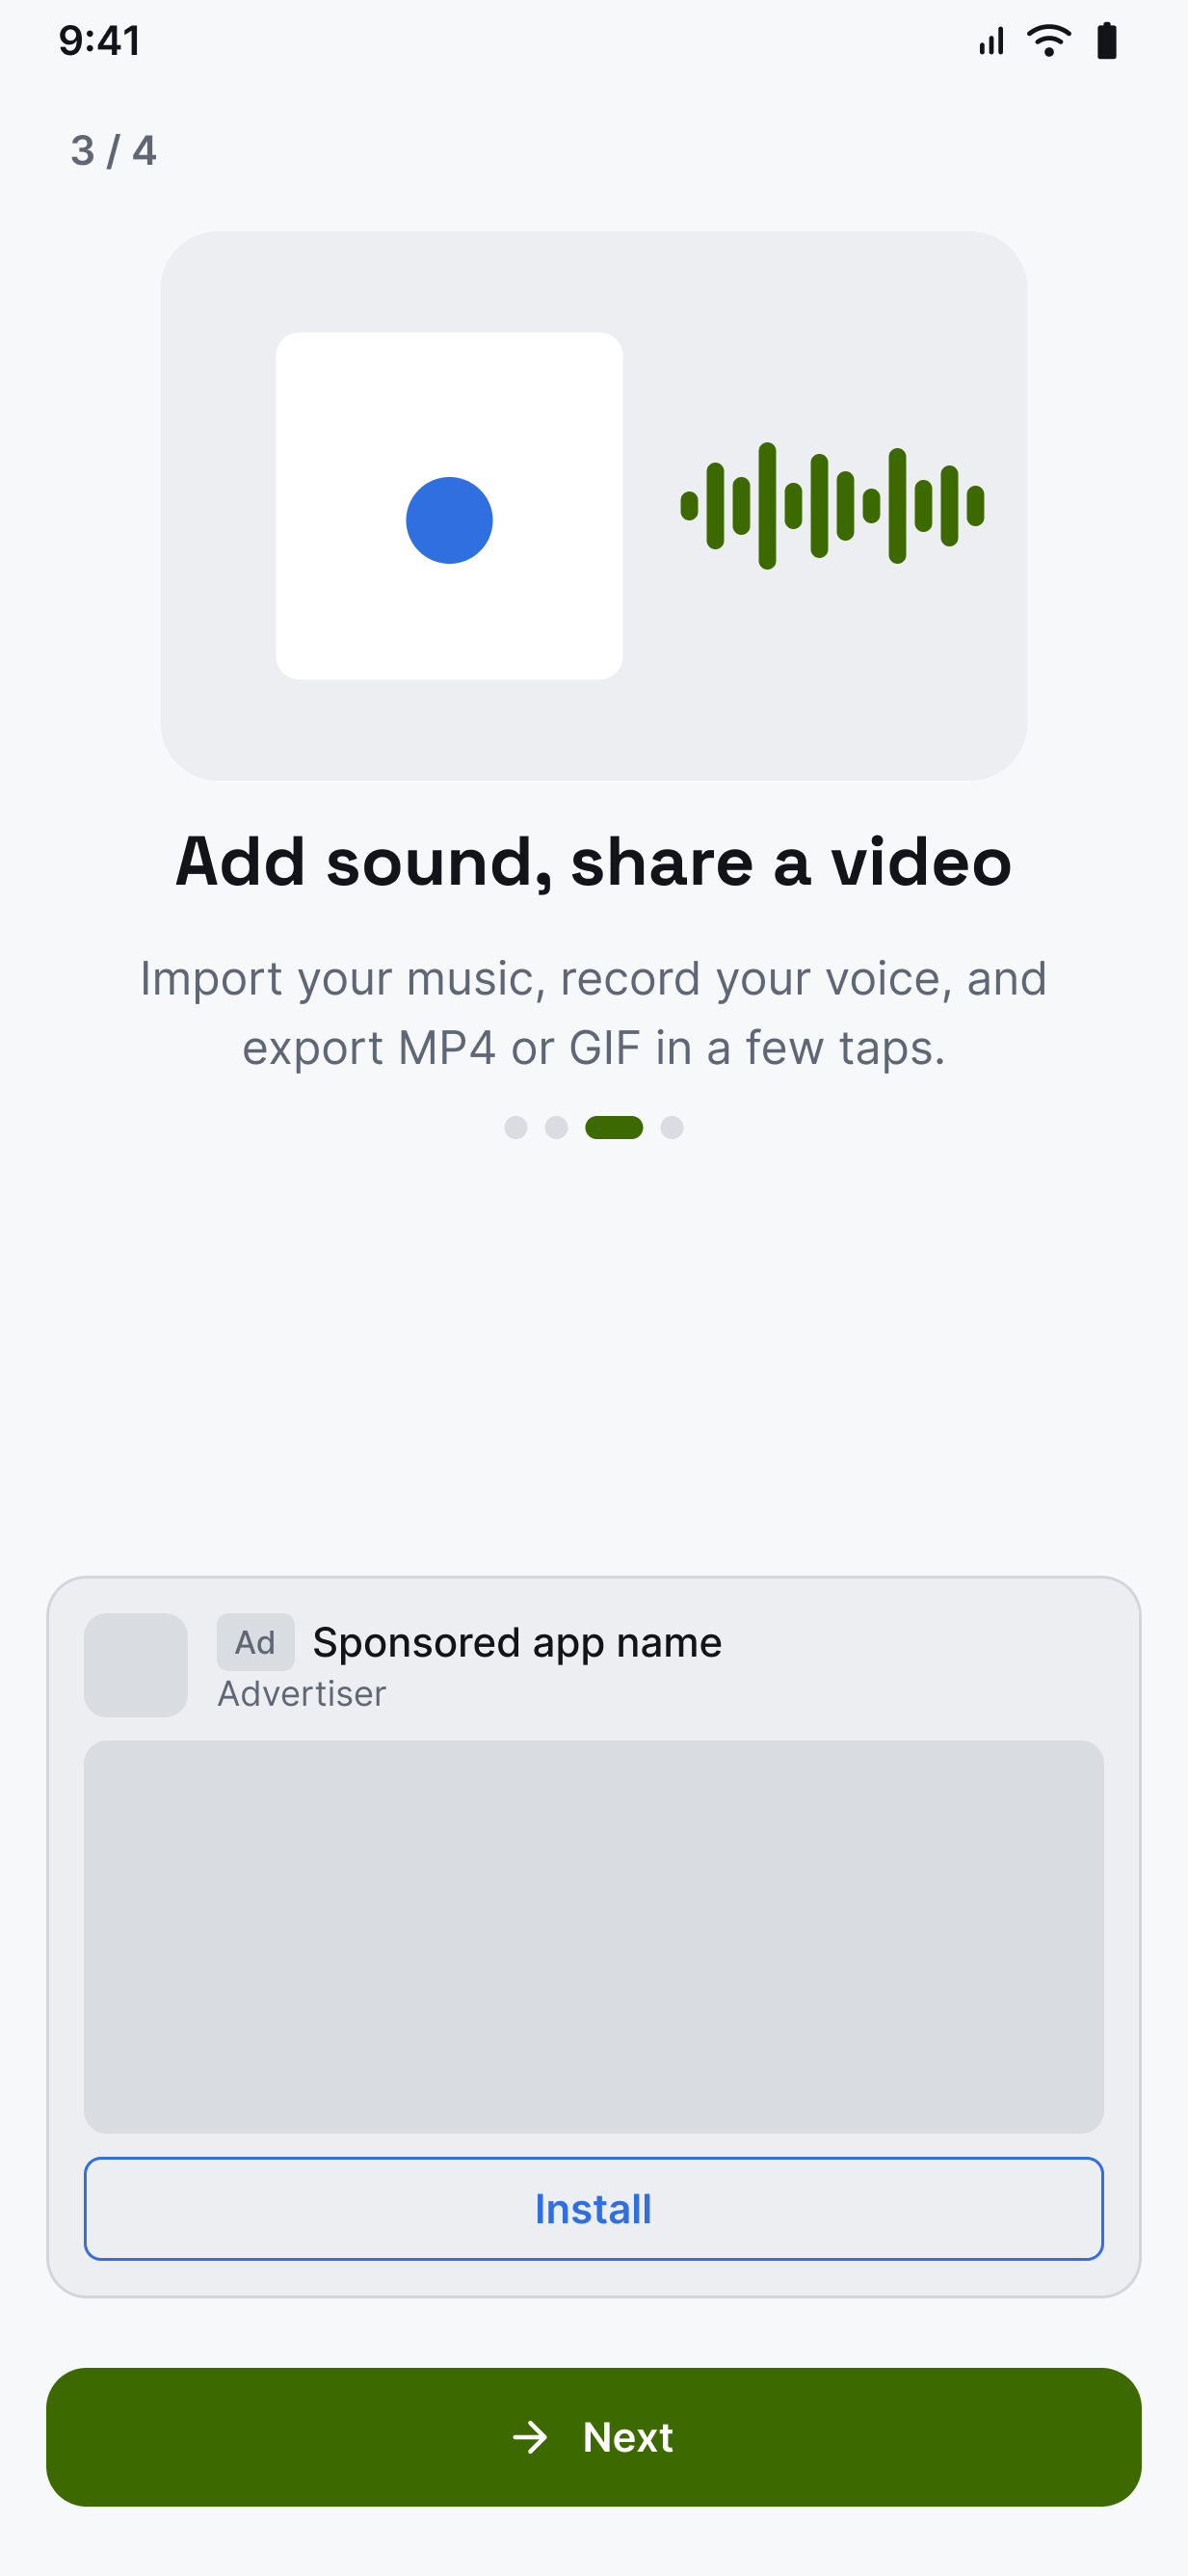 9:41
3 / 4
Add sound, share a video
Import your music, record your voice, and
export MP4 or GIF in a few taps.
Ad Sponsored app name
Advertiser
Install
Next